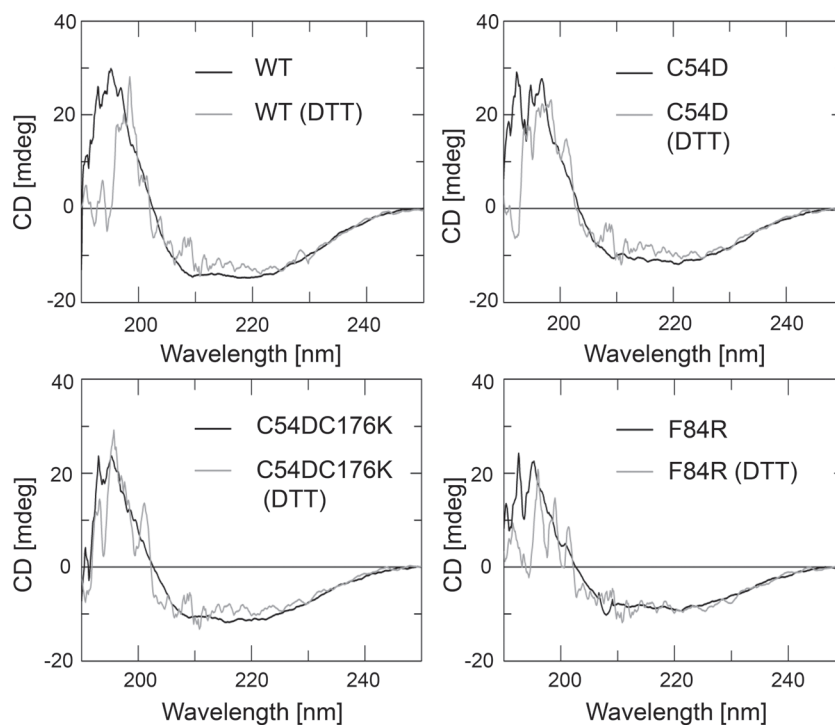 40
20
0
-20
CD [mdeg]
WT
WT (DTT)
200
220
240
Wavelength [nm]
40
20
0
-20
CD [mdeg]
C54D
C54D
(DTT)
200
220
240
Wavelength [nm]
40
20
0
-20
CD [mdeg]
C54DC176K
C54DC176K
(DTT)
200
220
240
Wavelength [nm]
40
20
0
-20
CD [mdeg]
F84R
F84R (DTT)
200
220
240
Wavelength [nm]